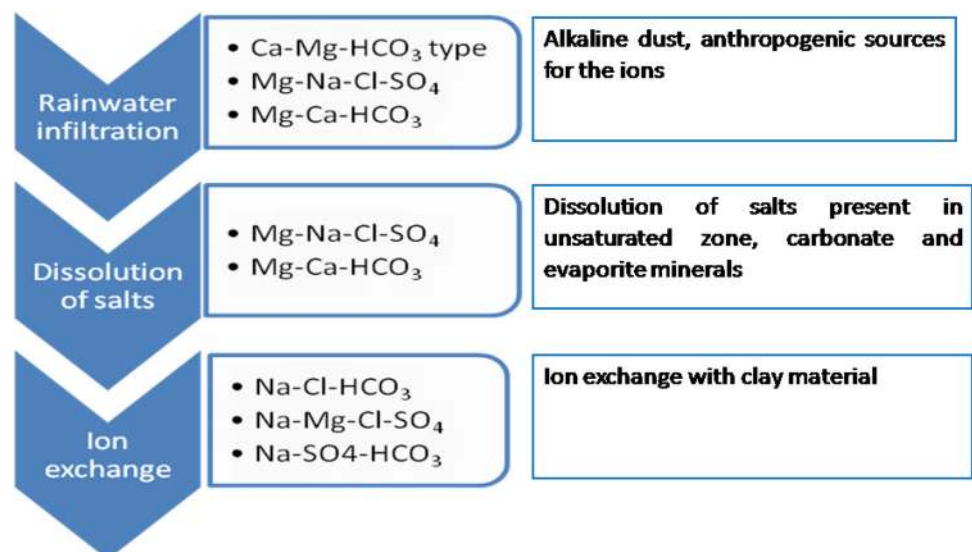 Rainwater
infiltration
• Ca-Mg-HCO₃ type
• Mg-Na-Cl-SO₄
• Mg-Ca-HCO₃
Alkaline dust, anthropogenic sources
for the ions
Dissolution
of salts
• Mg-Na-Cl-SO₄
• Mg-Ca-HCO₃
Dissolution of salts present in
unsaturated zone, carbonate and
evaporite minerals
Ion
exchange
• Na-Cl-HCO₃
• Na-Mg-Cl-SO₄
• Na-SO4-HCO₃
Ion exchange with clay material